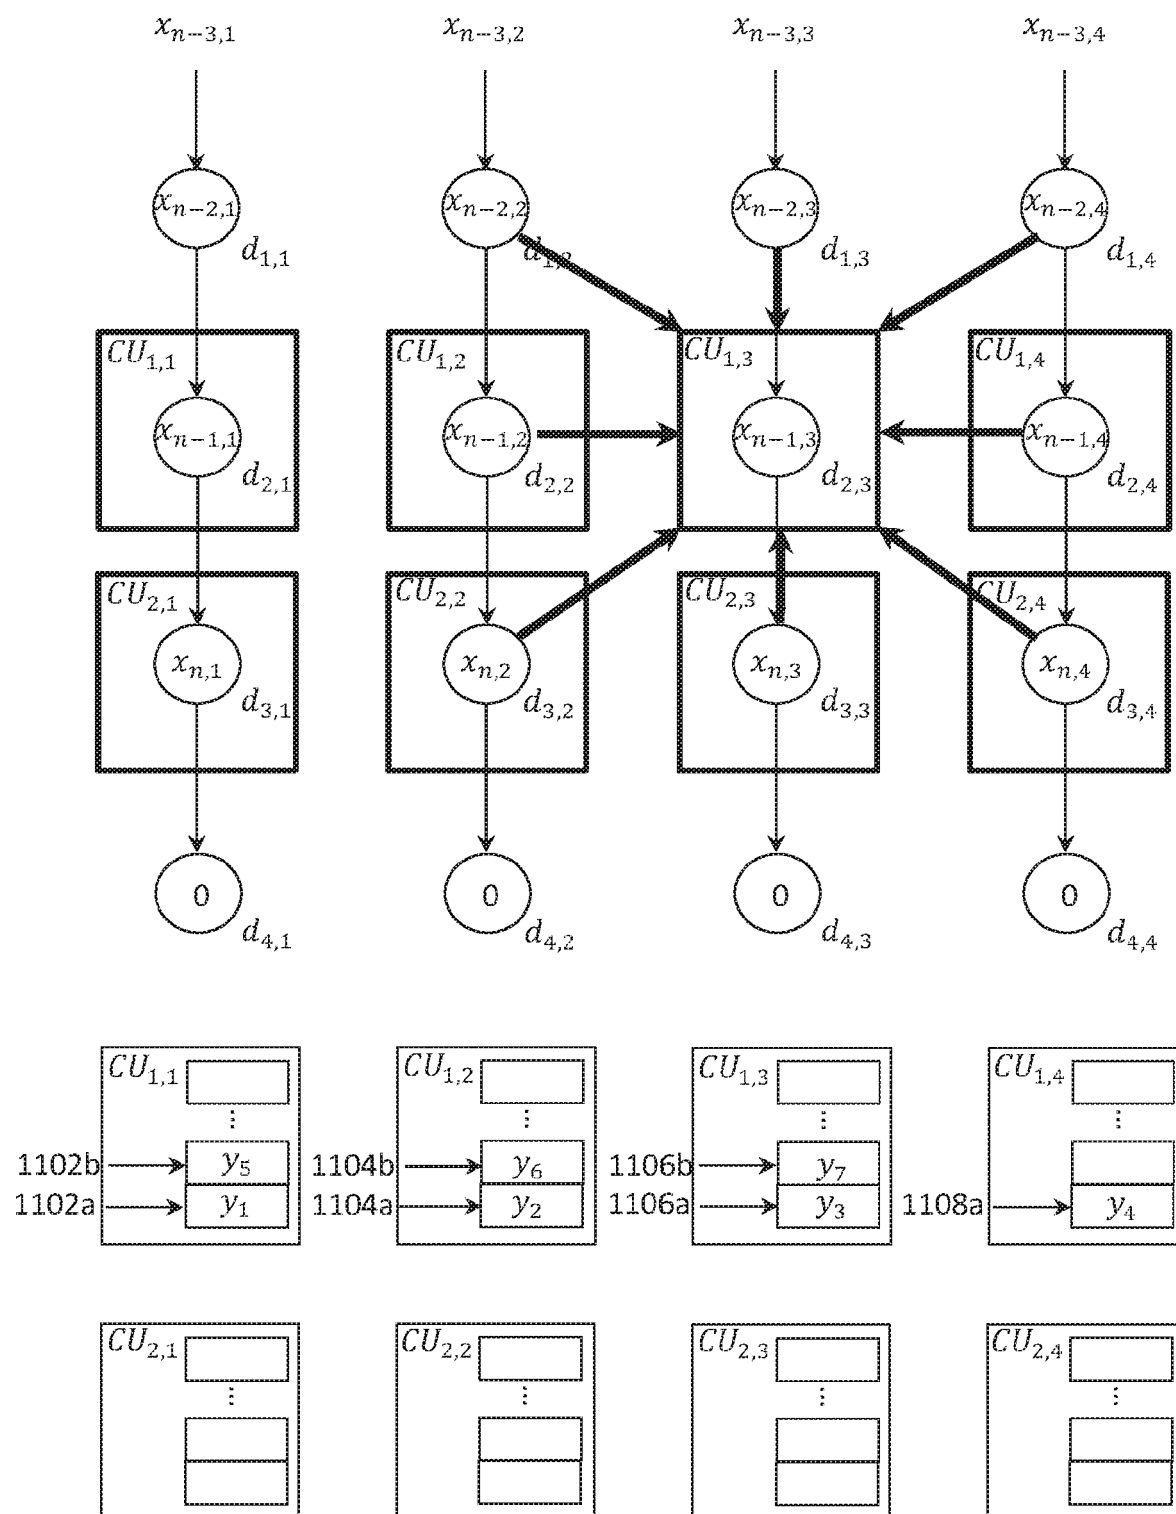 x_{n-3,1} x_{n-3,2} x_{n-3,3} x_{n-3,4}
x_{n-2,1} x_{n-2,2} x_{n-2,3} x_{n-2,4}
d_{1,1} d_{1,2} d_{1,3} d_{1,4}
CU_{1,1} CU_{1,2} CU_{1,3} CU_{1,4}
x_{n-1,1} x_{n-1,2} x_{n-1,3} x_{n-1,4}
d_{2,1} d_{2,2} d_{2,3} d_{2,4}
CU_{2,1} CU_{2,2} CU_{2,3} CU_{2,4}
x_{n,1} x_{n,2} x_{n,3} x_{n,4}
d_{3,1} d_{3,2} d_{3,3} d_{3,4}
0 0 0 0
d_{4,1} d_{4,2} d_{4,3} d_{4,4}
CU_{1,1} CU_{1,2} CU_{1,3} CU_{1,4}
⋮ ⋮ ⋮ ⋮
1102b y_5 1104b y_6 1106b y_7
1102a y_1 1104a y_2 1106a y_3 1108a y_4
CU_{2,1} CU_{2,2} CU_{2,3} CU_{2,4}
⋮ ⋮ ⋮ ⋮